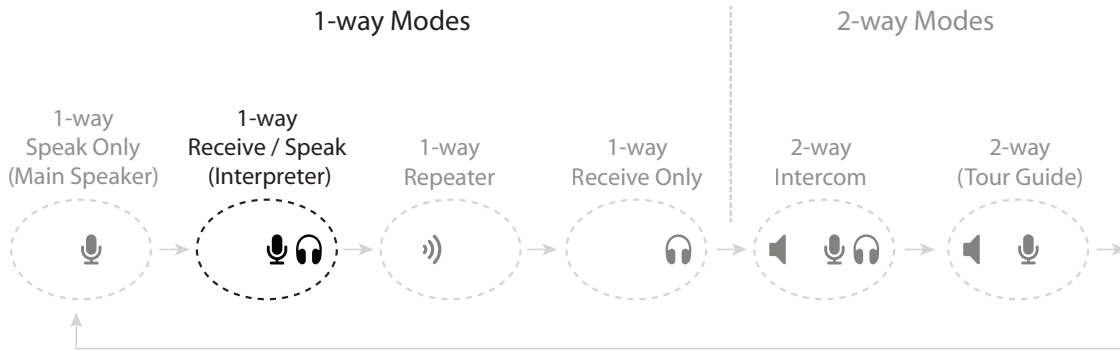 1-way Modes
2-way Modes
1-way
Speak Only
(Main Speaker)
1-way
Receive / Speak
(Interpreter)
1-way
Repeater
1-way
Receive Only
2-way
Intercom
2-way
(Tour Guide)